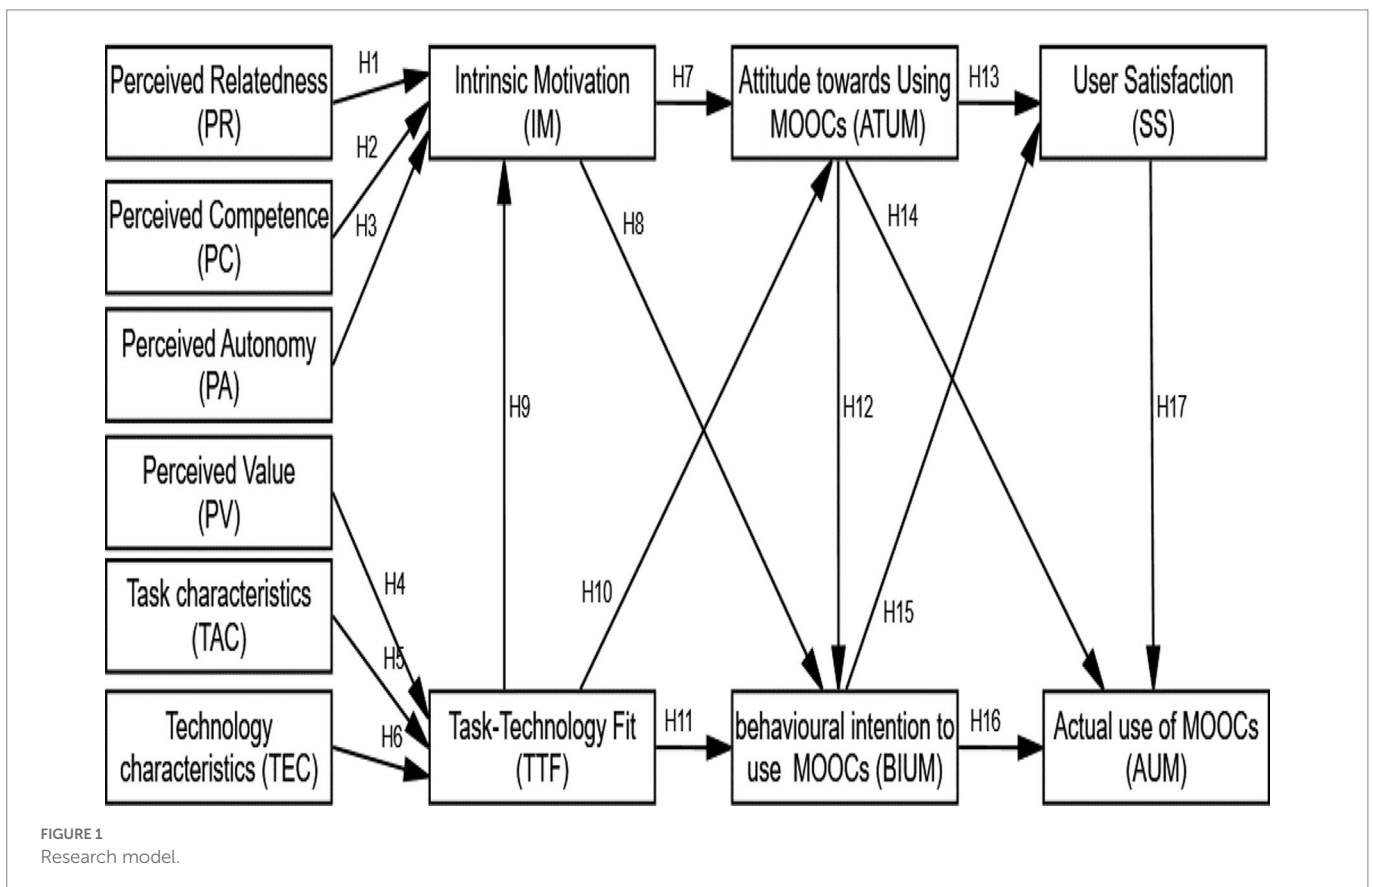 Perceived Relatedness
(PR)
H1
Intrinsic Motivation
(IM)
H7
Attitude towards Using
MOOCs (ATUM)
H13
User Satisfaction
(SS)
H2
Perceived Competence
(PC)
H3
H8
H14
Perceived Autonomy
(PA)
H9
H12
H17
Perceived Value
(PV)
H4
H10
H15
Task characteristics
(TAC)
H5
Technology
characteristics (TEC)
H6
Task-Technology Fit
(TTF)
H11
behavioural intention to
use MOOCs (BIUM)
H16
Actual use of MOOCs
(AUM)
FIGURE 1
Research model.